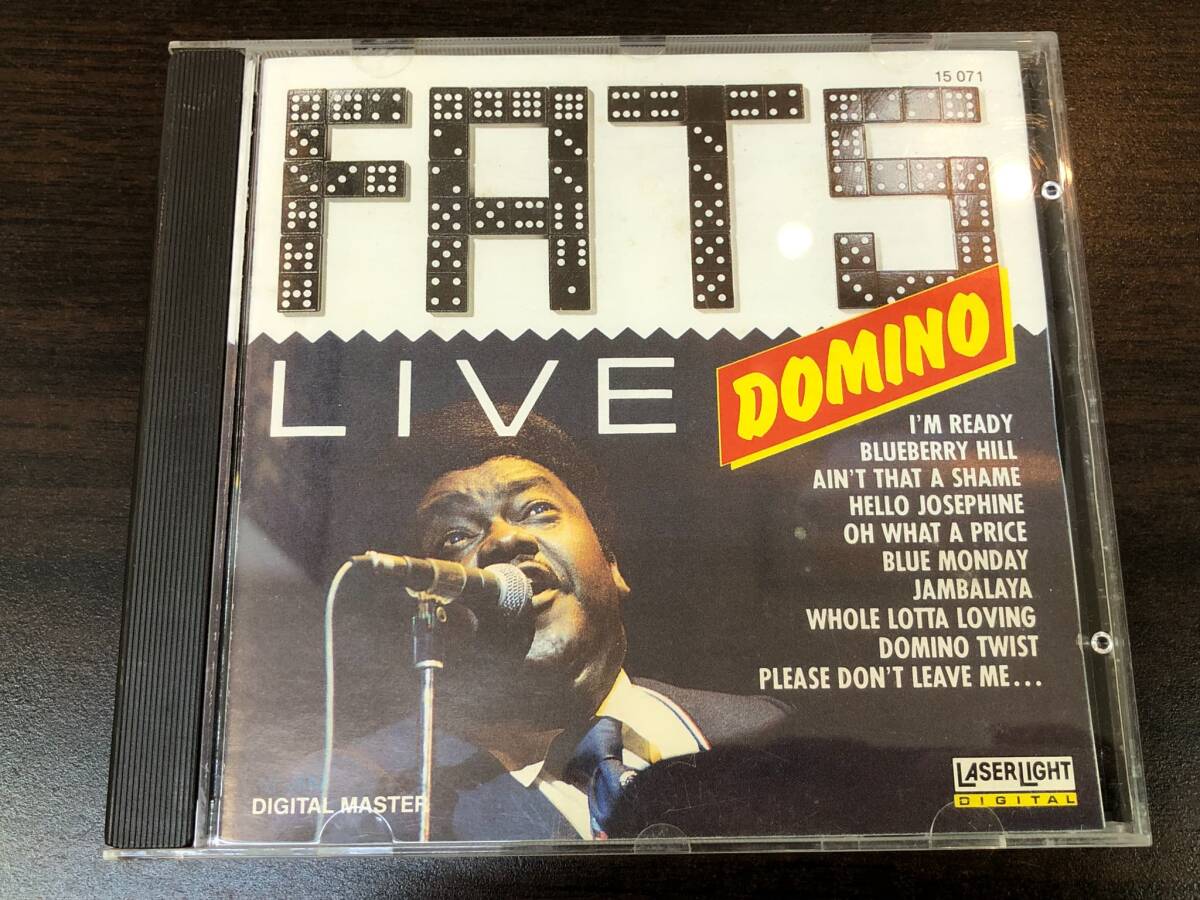 15 071
FATS
LIVE
DOMINO
I'M READY
BLUEBERRY HILL
AIN'T THAT A SHAME
HELLO JOSEPHINE
OH WHAT A PRICE
BLUE MONDAY
JAMBALAYA
WHOLE LOTTA LOVING
DOMINO TWIST
PLEASE DON'T LEAVE ME...
DIGITAL MASTER
LASERLIGHT
DIGITAL